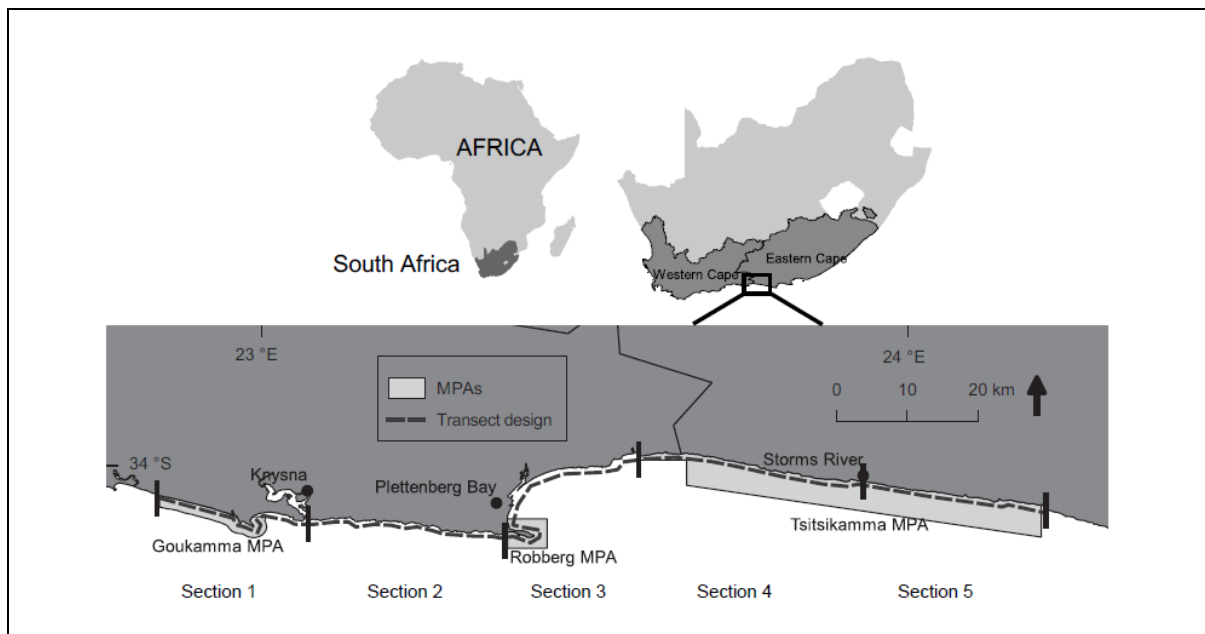 AFRICA
South Africa
Western Cape
Eastern Cape
23 °E
24 °E
MPAs
Transect design
0 10 20 km
34 °S
Knysna
Plettenberg Bay
Storms River
Goukamma MPA
Robberg MPA
Tsitsikamma MPA
Section 1 Section 2 Section 3 Section 4 Section 5